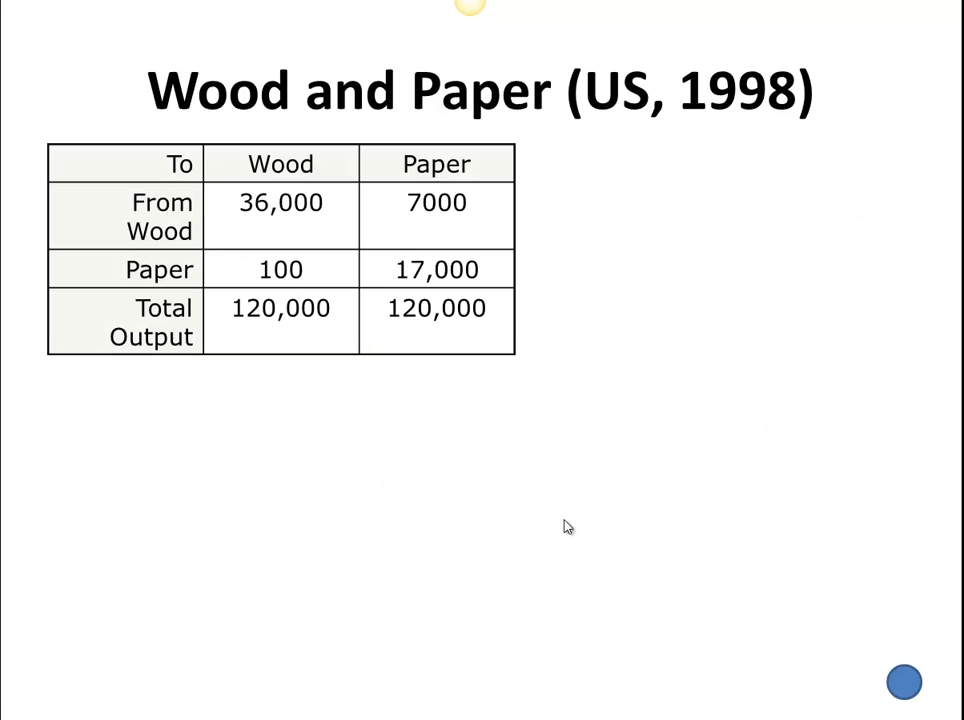 Wood and Paper (US, 1998)
To Wood Paper
From 36,000 7000
Wood
Paper 100 17,000
Total 120,000 120,000
Output